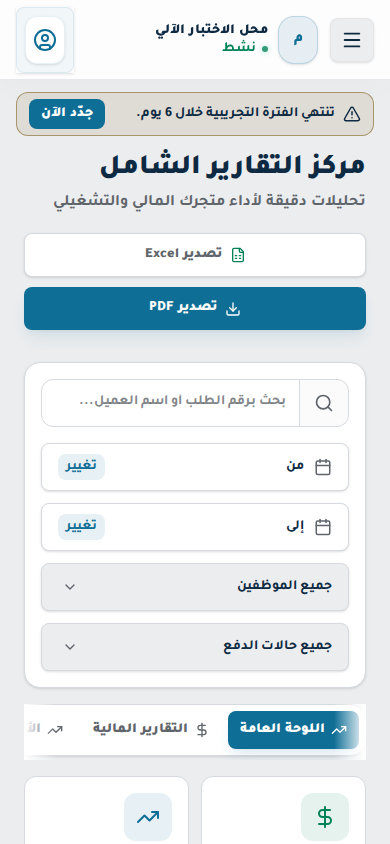 محل الاختبار الآلي
نشط
م
تنتهي الفترة التجريبية خلال 6 يوم.
جدّد الآن
مركز التقارير الشامل
تحليلات دقيقة لأداء متجرك المالي والتشغيلي
تصدير Excel
تصدير PDF
بحث برقم الطلب او اسم العميل...
من
تغيير
إلى
تغيير
جميع الموظفين
جميع حالات الدفع
اللوحة العامة
التقارير المالية